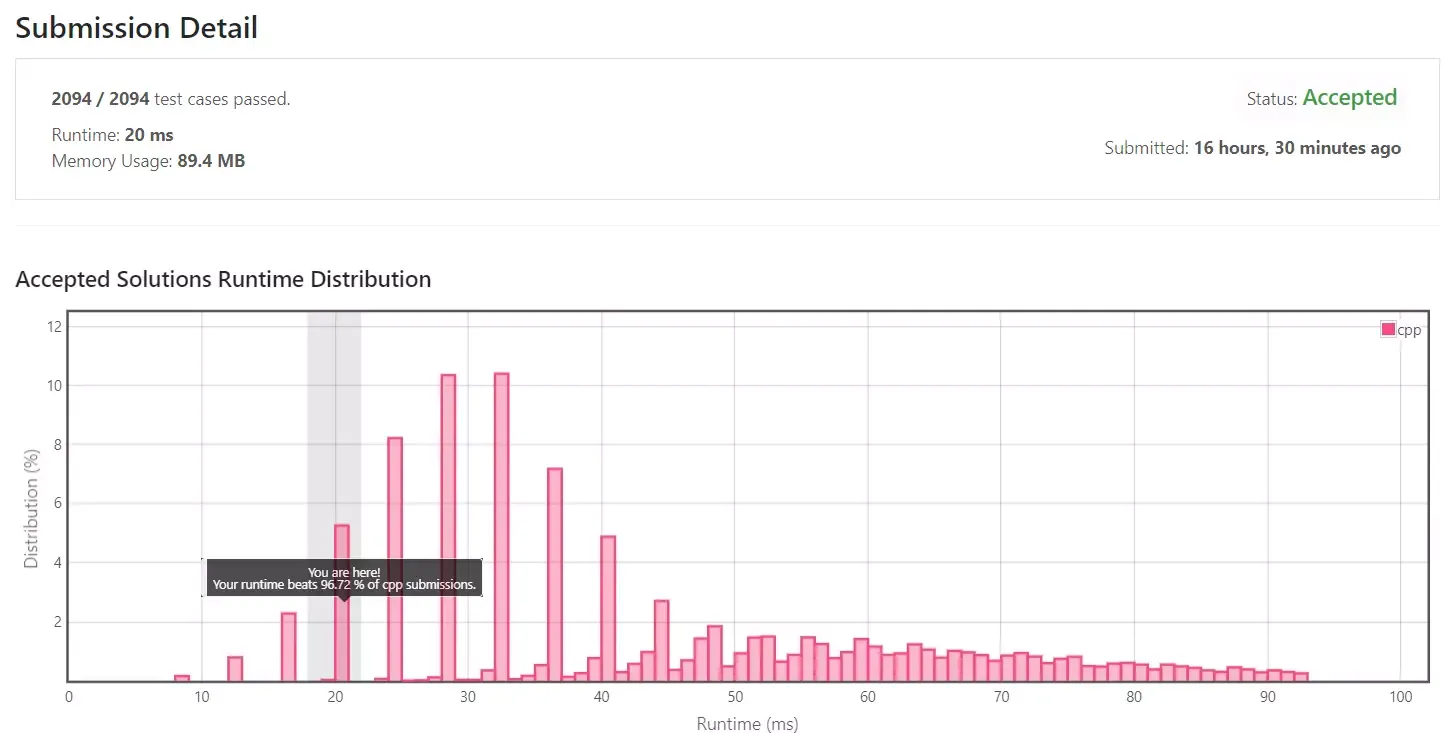 Submission Detail
2094 / 2094 test cases passed.
Status: Accepted
Runtime: 20 ms
Memory Usage: 89.4 MB
Submitted: 16 hours, 30 minutes ago
Accepted Solutions Runtime Distribution
12
10
8
6
4
2
Distribution (%)
cpp
You are here!
Your runtime beats 96.72 % of cpp submissions.
0 10 20 30 40 50 60 70 80 90 100
Runtime (ms)